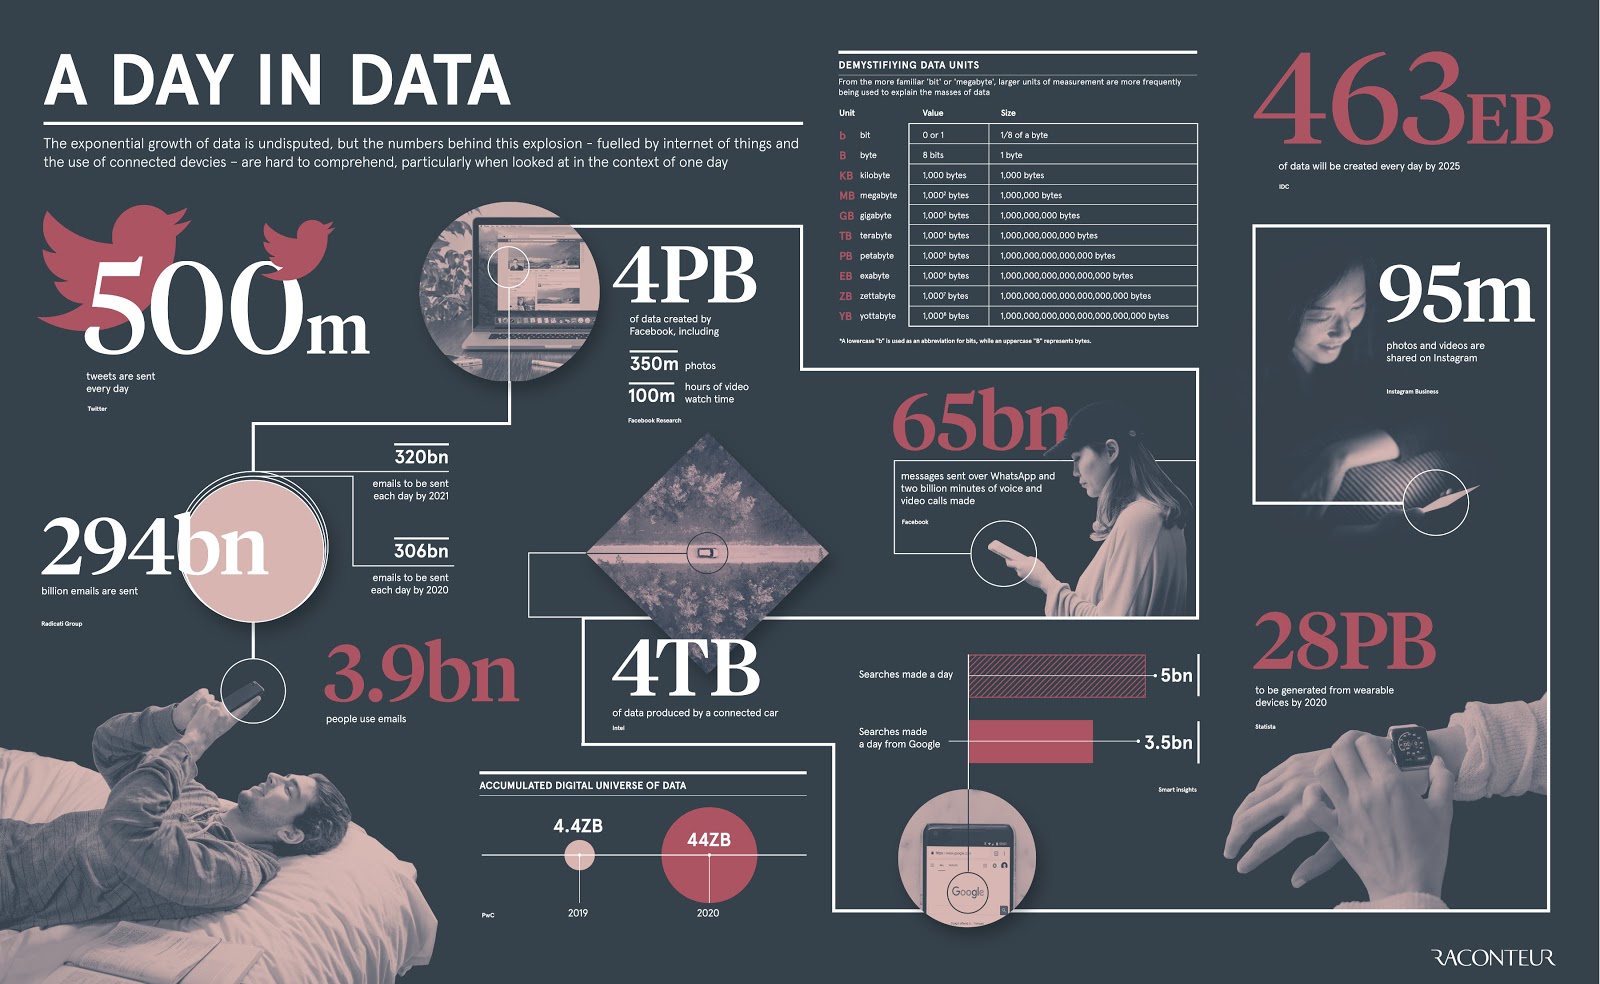 A DAY IN DATA
The exponential growth of data is undisputed, but the numbers behind this explosion - fuelled by internet of things and
the use of connected devcies – are hard to comprehend, particularly when looked at in the context of one day
500m
tweets are sent
every day
Twitter
4PB
of data created by
Facebook, including
350m photos
100m hours of video
watch time
Facebook Research
DEMYSTIFIYING DATA UNITS
From the more familiar 'bit' or 'megabyte', larger units of measurement are more frequently
being used to explain the masses of data
Unit Value Size
b bit 0 or 1 1/8 of a byte
B byte 8 bits 1 byte
KB kilobyte 1,000 bytes 1,000 bytes
MB megabyte 1,000² bytes 1,000,000 bytes
GB gigabyte 1,000³ bytes 1,000,000,000 bytes
TB terabyte 1,000⁴ bytes 1,000,000,000,000 bytes
PB petabyte 1,000⁵ bytes 1,000,000,000,000,000 bytes
EB exabyte 1,000⁶ bytes 1,000,000,000,000,000,000 bytes
ZB zettabyte 1,000⁷ bytes 1,000,000,000,000,000,000,000 bytes
YB yottabyte 1,000⁸ bytes 1,000,000,000,000,000,000,000,000 bytes
*A lowercase "b" is used as an abbreviation for bits, while an uppercase "B" represents bytes.
463EB
of data will be created every day by 2025
IDC
95m
photos and videos are
shared on Instagram
Instagram Business
65bn
messages sent over WhatsApp and
two billion minutes of voice and
video calls made
Facebook
294bn
billion emails are sent
Radicati Group
320bn
emails to be sent
each day by 2021
306bn
emails to be sent
each day by 2020
3.9bn
people use emails
4TB
of data produced by a connected car
Intel
Searches made a day 5bn
Searches made
a day from Google 3.5bn
Smart Insights
Google
28PB
to be generated from wearable
devices by 2020
Statista
ACCUMULATED DIGITAL UNIVERSE OF DATA
4.4ZB
44ZB
2019
2020
PwC
RACONTEUR